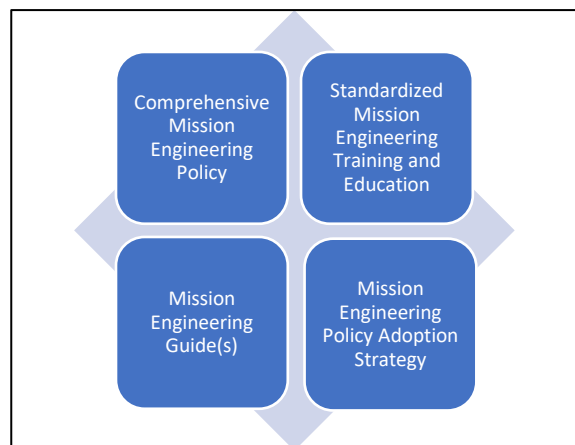 Comprehensive
Mission
Engineering
Policy
Standardized
Mission
Engineering
Training and
Education
Mission
Engineering
Guide(s)
Mission
Engineering
Policy Adoption
Strategy